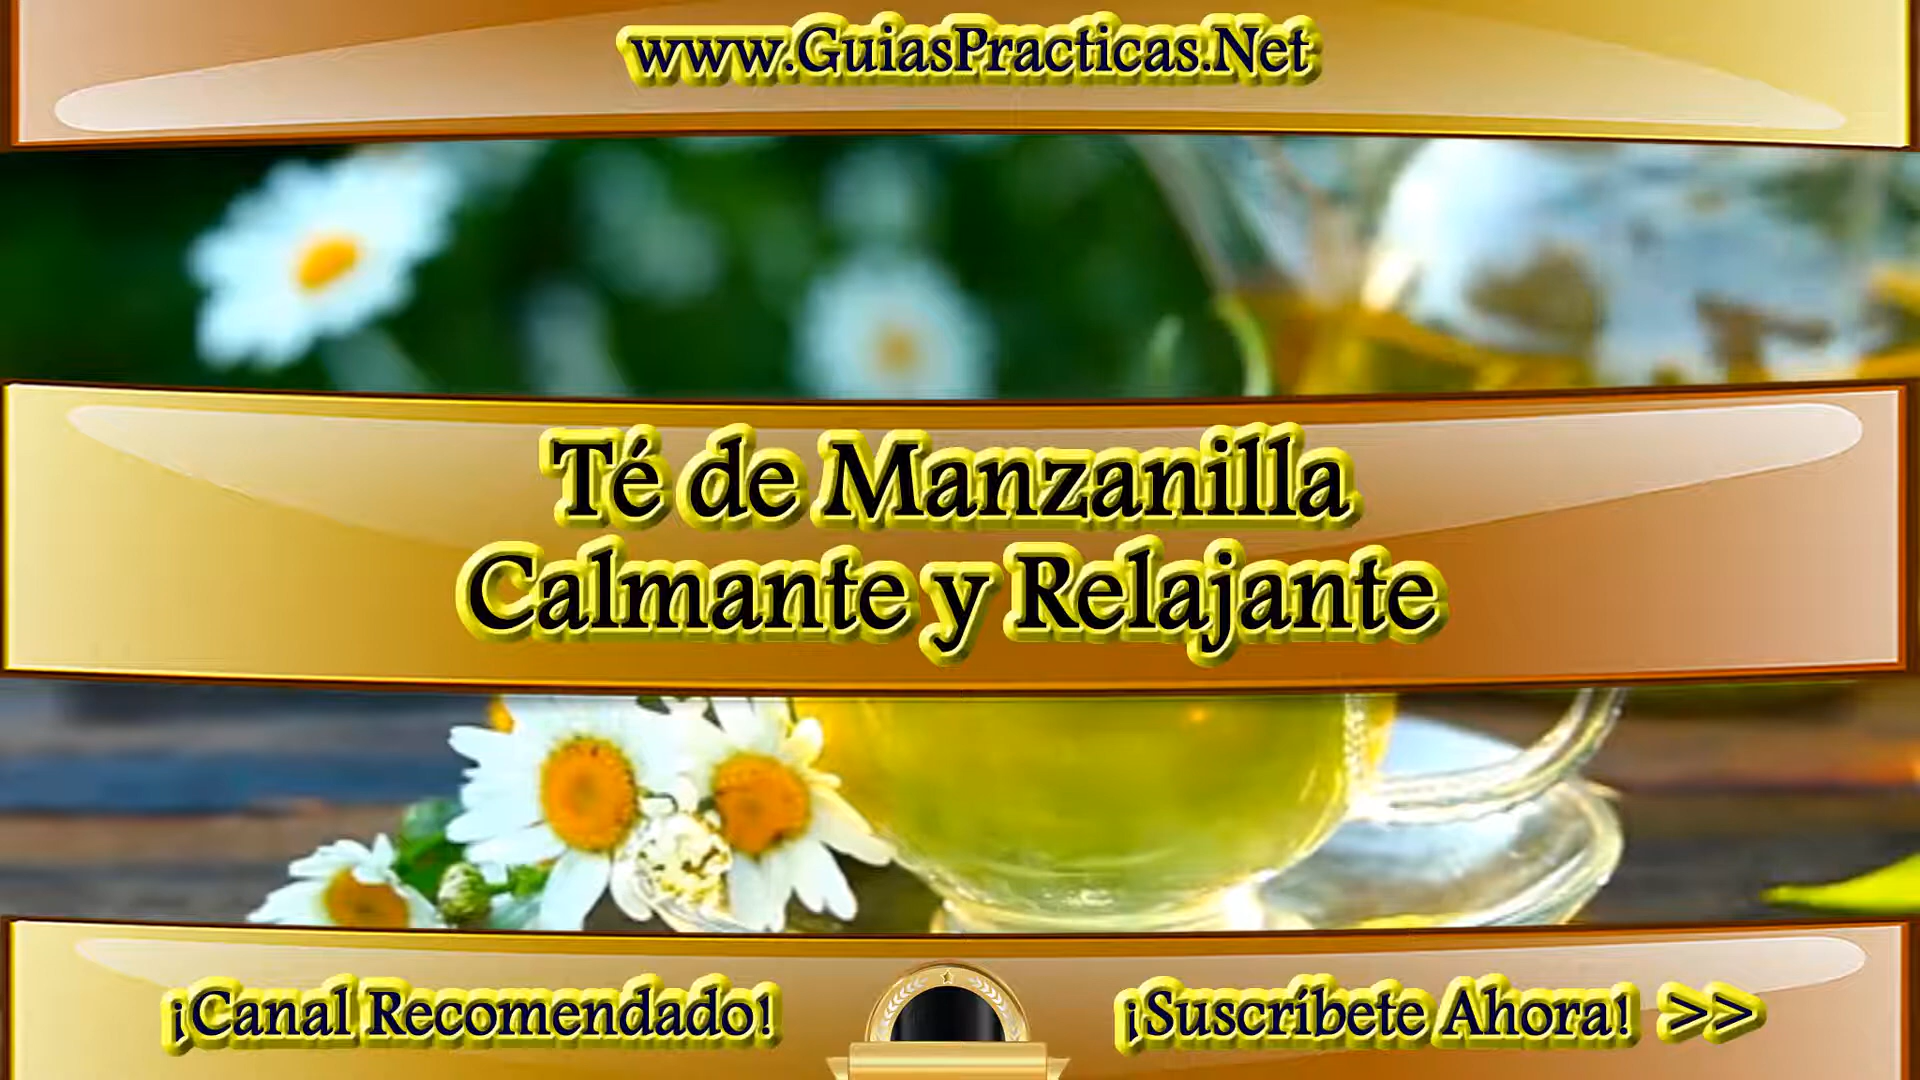 www.GuiasPracticas.Net
Té de Manzanilla
Calmante y Relajante
¡Canal Recomendado!
¡Suscríbete Ahora! >>